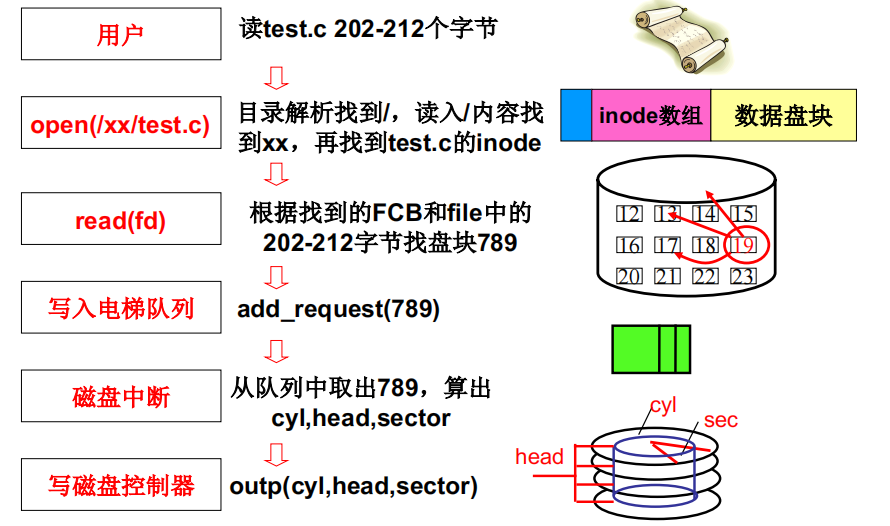 用户
读test.c 202-212个字节
open(/xx/test.c)
目录解析找到/，读入/内容找
到xx，再找到test.c的inode
inode数组
数据盘块
read(fd)
根据找到的FCB和file中的
202-212字节找盘块789
12 13 14 15
16 17 18 19
20 21 22 23
写入电梯队列
add_request(789)
磁盘中断
从队列中取出789，算出
cyl,head,sector
cyl
sec
head
写磁盘控制器
outp(cyl,head,sector)